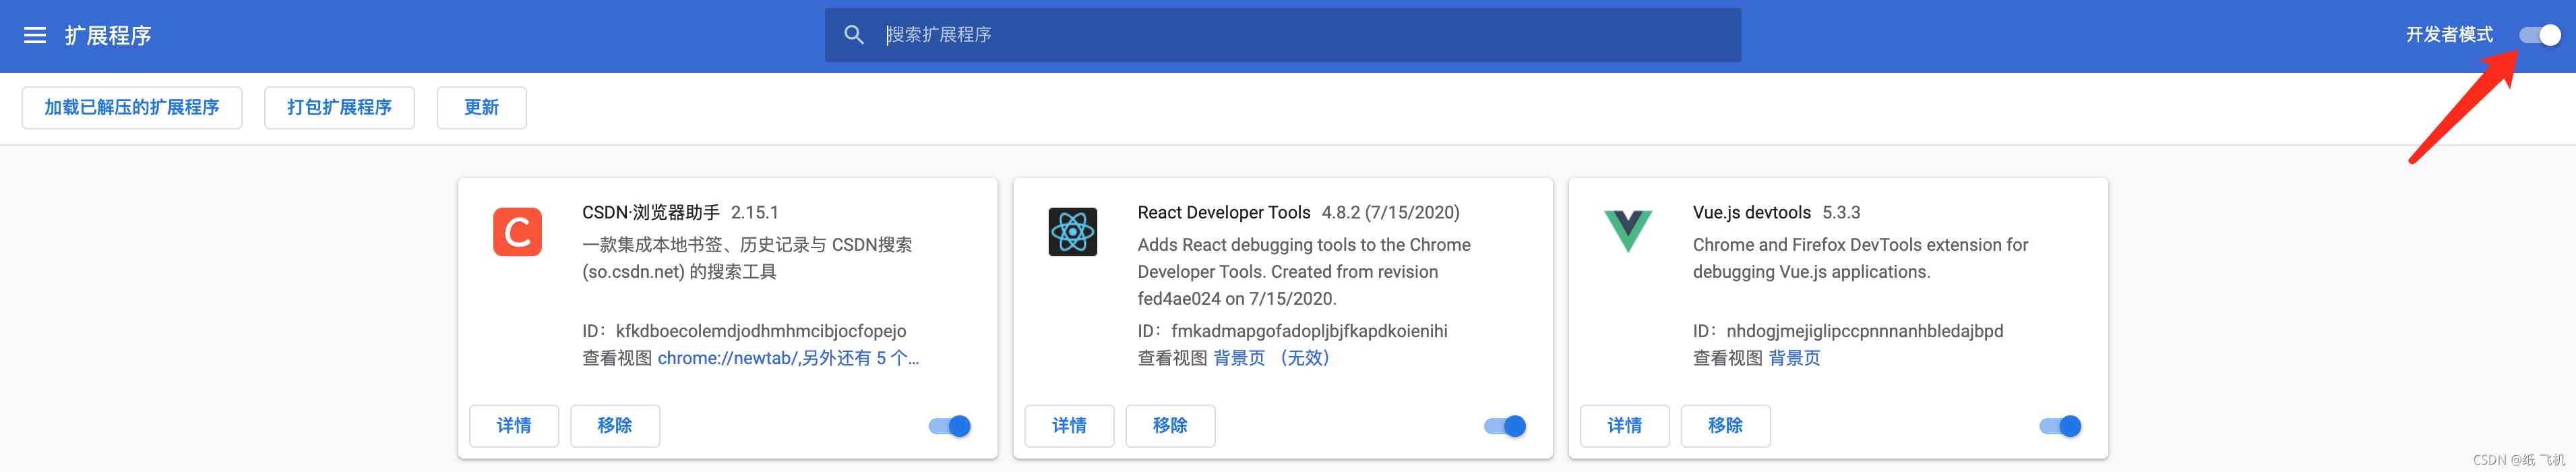 扩展程序
搜索扩展程序
开发者模式
加载已解压的扩展程序
打包扩展程序
更新
CSDN·浏览器助手 2.15.1
一款集成本地书签、历史记录与 CSDN搜索
(so.csdn.net) 的搜索工具
ID：kfkdboecolemdjodhmhmcibjocfopejo
查看视图 chrome://newtab/,另外还有 5 个...
详情
移除
React Developer Tools 4.8.2 (7/15/2020)
Adds React debugging tools to the Chrome
Developer Tools. Created from revision
fed4ae024 on 7/15/2020.
ID：fmkadmapgofadopljbjfkapdkoienihi
查看视图 背景页 （无效）
详情
移除
Vue.js devtools 5.3.3
Chrome and Firefox DevTools extension for
debugging Vue.js applications.
ID：nhdogjmejiglipccpnnnanhbledajbpd
查看视图 背景页
详情
移除
CSDN @纸 飞机